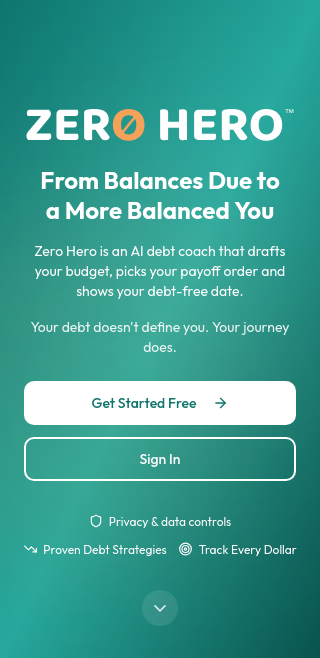 ZERO HERO™
From Balances Due to
a More Balanced You
Zero Hero is an AI debt coach that drafts
your budget, picks your payoff order and
shows your debt-free date.
Your debt doesn't define you. Your journey
does.
Get Started Free
Sign In
Privacy & data controls
Proven Debt Strategies
Track Every Dollar